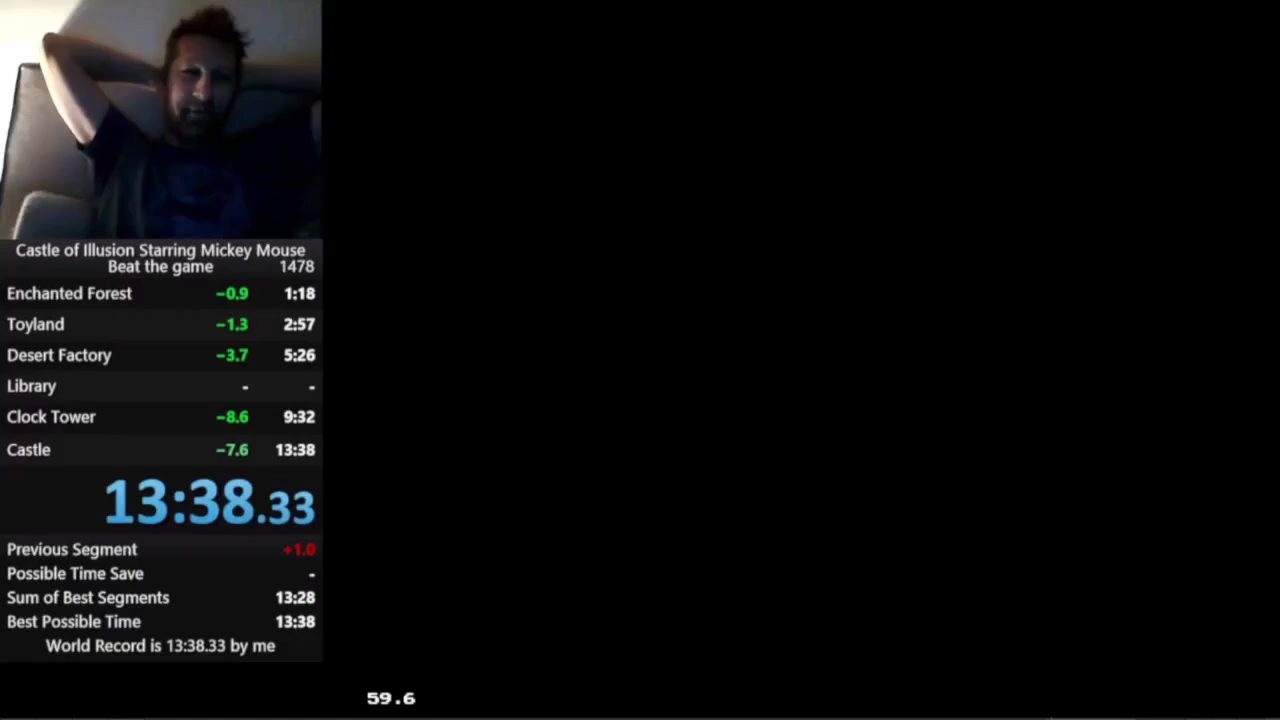 Castle of Illusion Starring Mickey Mouse
Beat the game 1478
Enchanted Forest −0.9 1:18
Toyland −1.3 2:57
Desert Factory −3.7 5:26
Library - -
Clock Tower −8.6 9:32
Castle −7.6 13:38
13:38.33
Previous Segment +1.0
Possible Time Save -
Sum of Best Segments 13:28
Best Possible Time 13:38
World Record is 13:38.33 by me
59.6